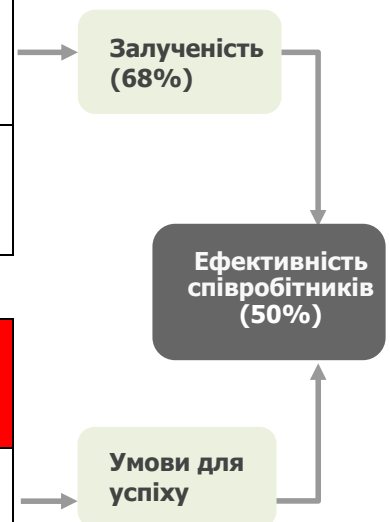 Залученість
(68%)
Ефективність
співробітників
(50%)
Умови для
успіху